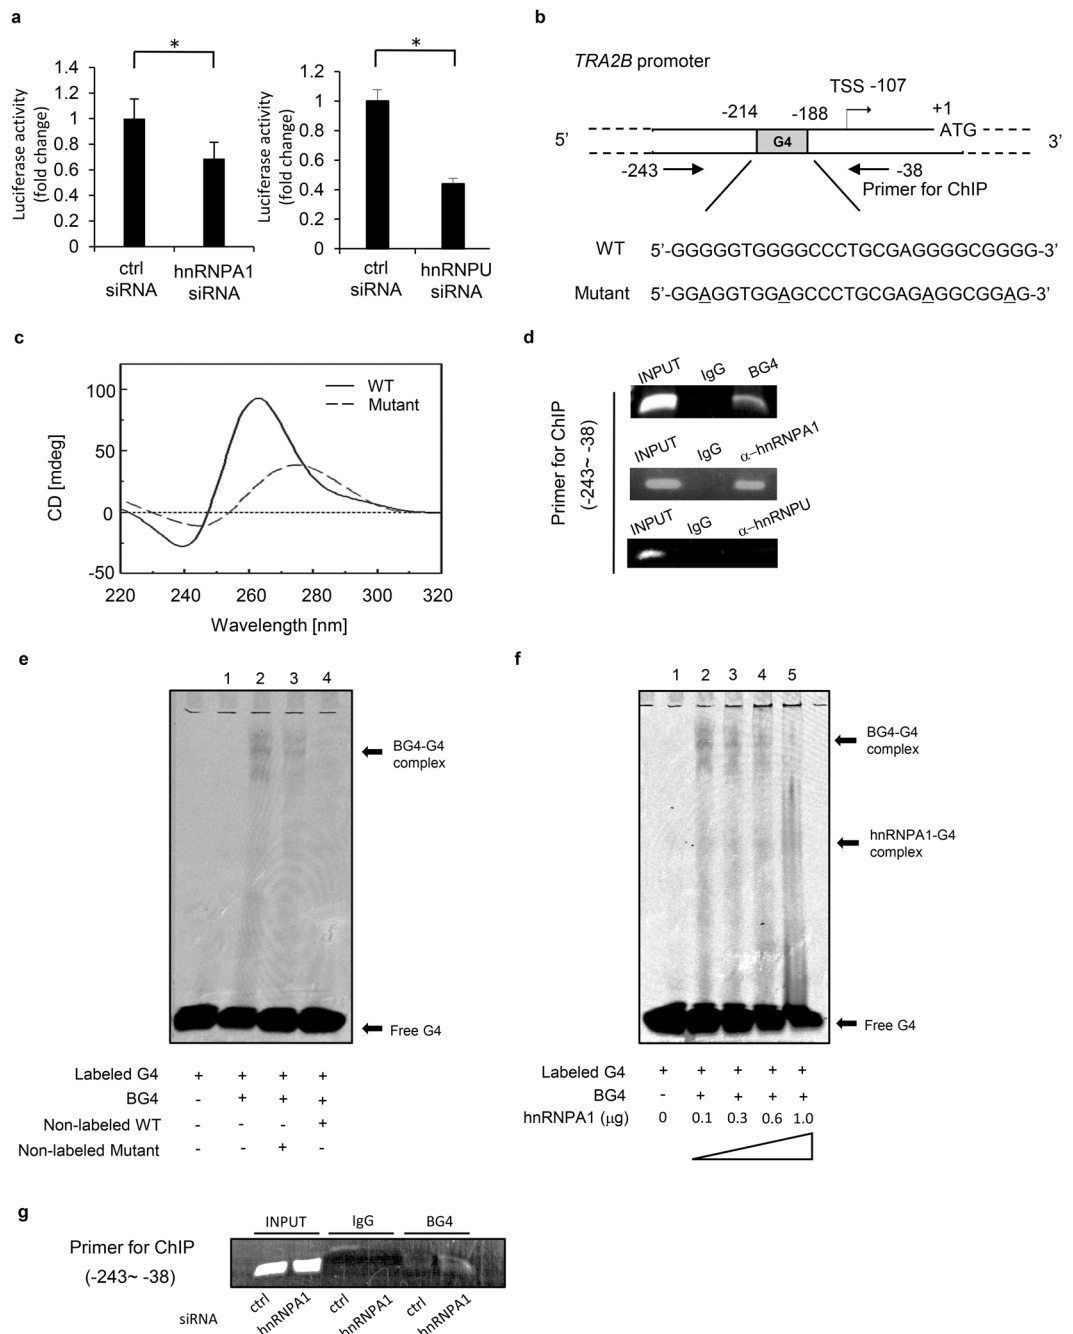 a
*
Luciferase activity
(fold change)
1.4
1.2
1
0.8
0.6
0.4
0.2
0
ctrl
siRNA
hnRNPA1
siRNA
*
Luciferase activity
(fold change)
1.2
1
0.8
0.6
0.4
0.2
0
ctrl
siRNA
hnRNPU
siRNA
b
TRA2B promoter
TSS -107
-214
-188
+1
5’
G4
ATG
3’
-243
-38
Primer for ChIP
WT 5’-GGGGGTGGGGCCCTGCGAGGGGCGGGG-3’
Mutant 5’-GGAGGTGGAGCCCTGCGAGAGGCGGAG-3’
c
CD [mdeg]
100
50
0
-50
WT
Mutant
220 240 260 280 300 320
Wavelength [nm]
d
Primer for ChIP
(-243~ -38)
INPUT IgG BG4
INPUT IgG α–hnRNPA1
INPUT IgG α–hnRNPU
e
1 2 3 4
BG4-G4
complex
Free G4
Labeled G4 + + + +
BG4 - + + +
Non-labeled WT - - - +
Non-labeled Mutant - - + -
f
1 2 3 4 5
BG4-G4
complex
hnRNPA1-G4
complex
Free G4
Labeled G4 + + + + +
BG4 - + + + +
hnRNPA1 (μg) 0 0.1 0.3 0.6 1.0
g
INPUT IgG BG4
Primer for ChIP
(-243~ -38)
siRNA ctrl hnRNPA1 ctrl hnRNPA1 ctrl hnRNPA1